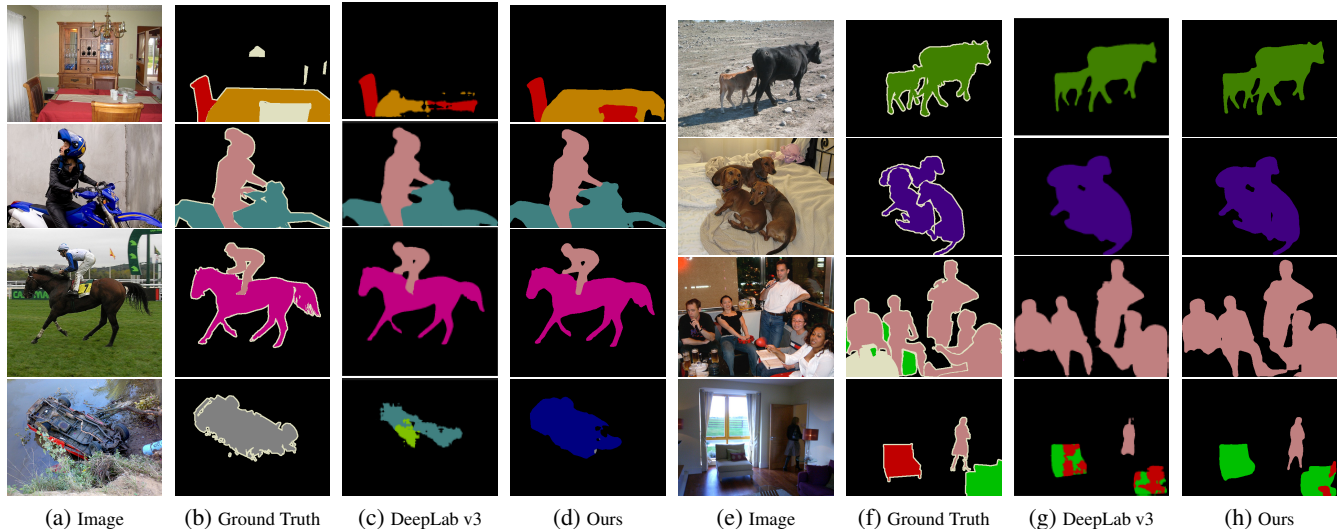 (a) Image
(b) Ground Truth
(c) DeepLab v3
(d) Ours
(e) Image
(f) Ground Truth
(g) DeepLab v3
(h) Ours